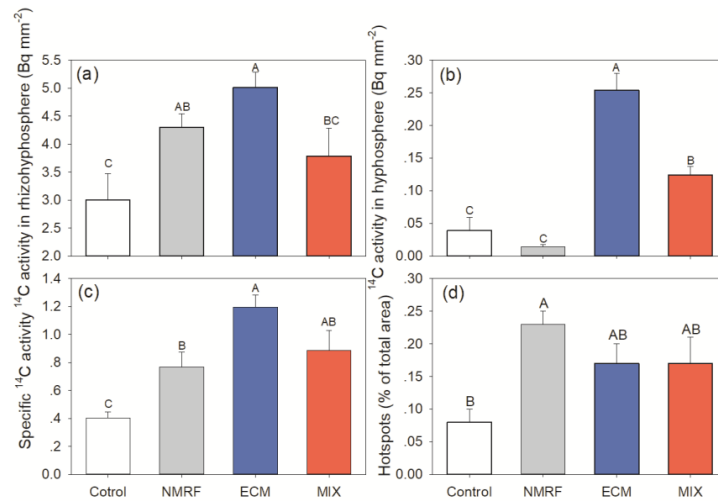 ¹⁴C activity in rhizohyphosphere (Bq mm⁻²)
5.5
5.0
4.5
4.0
3.5
3.0
2.5
2.0
(a)
C
AB
A
BC
¹⁴C activity in hyphosphere (Bq mm⁻²)
.30
.25
.20
.15
.10
.05
.00
(b)
C
C
A
B
Specific ¹⁴C activity
1.4
1.2
1.0
.8
.6
.4
.2
0.0
(c)
C
B
A
AB
Cotrol NMRF ECM MIX
Hotspots (% of total area)
.30
.25
.20
.15
.10
.05
.00
(d)
B
A
AB
AB
Control NMRF ECM MIX